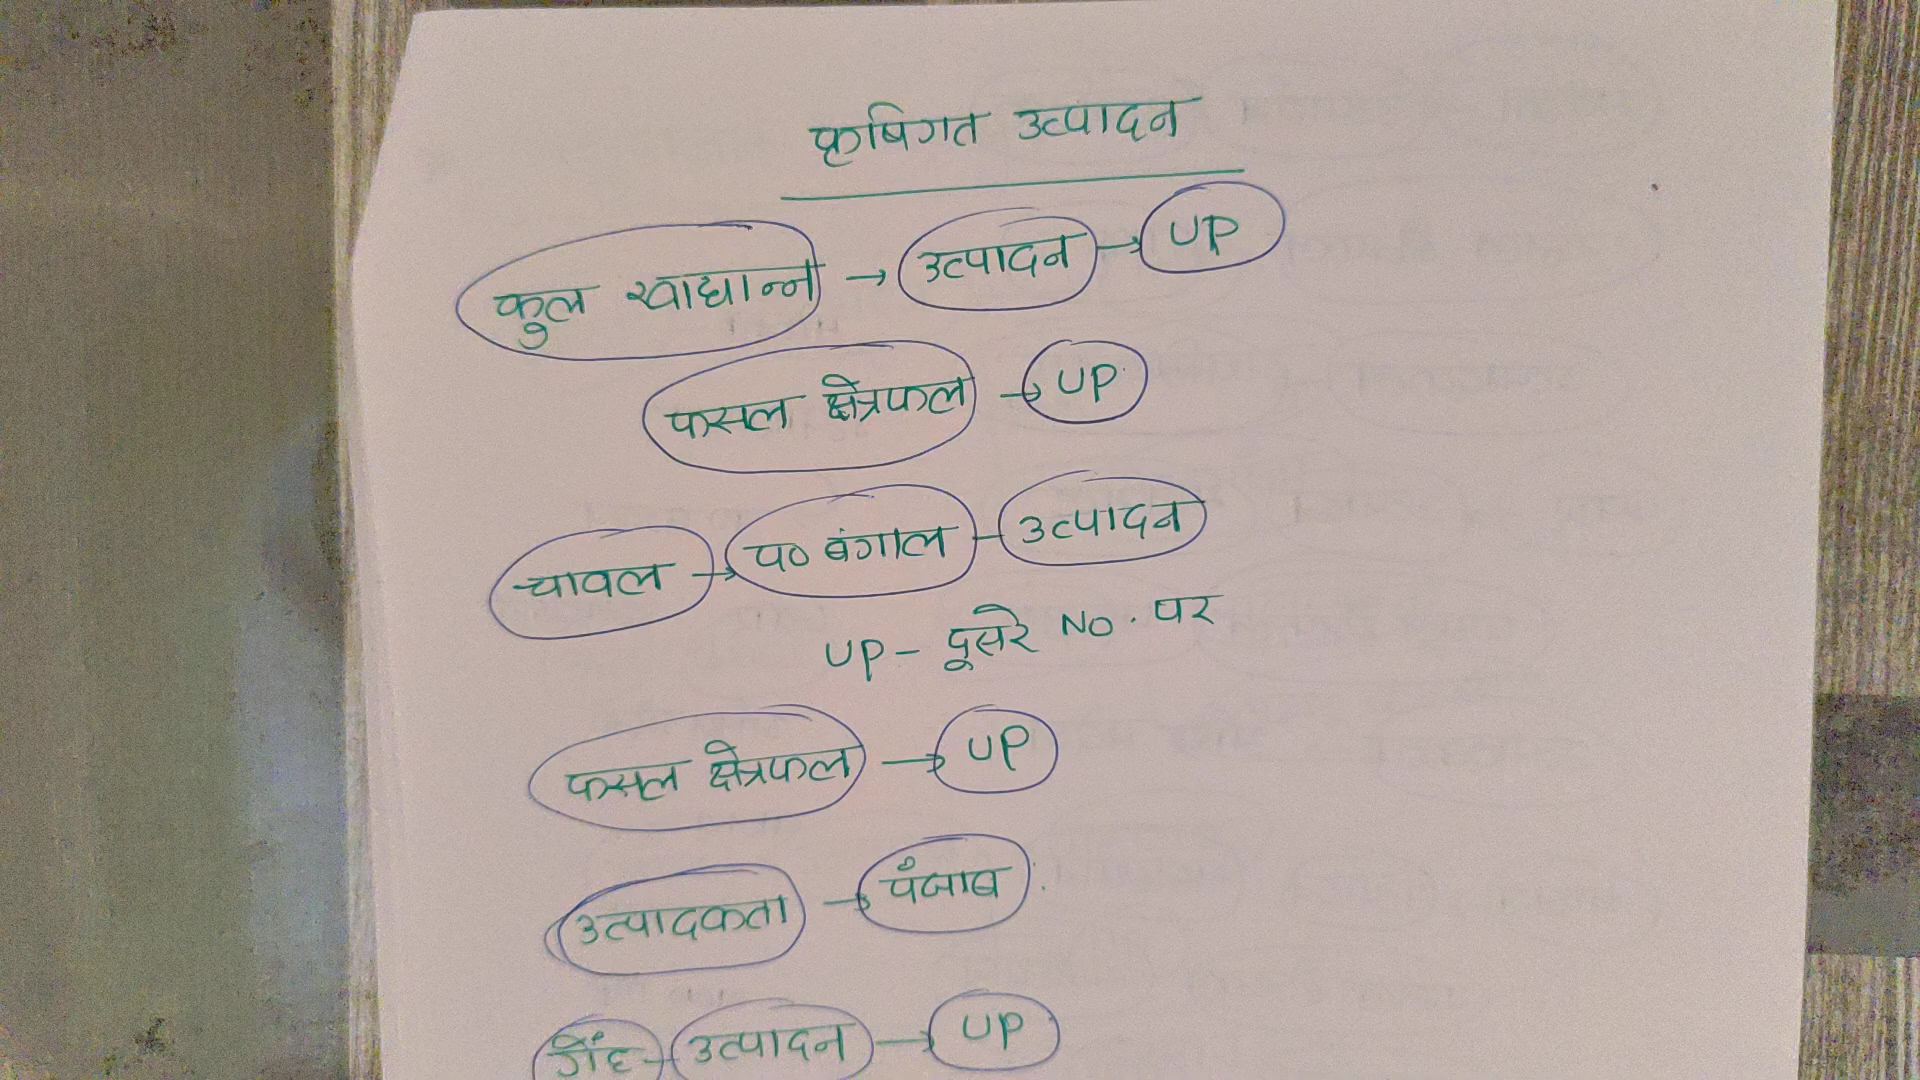 कृषिगत उत्पादन
कुल खाद्यान्न → उत्पादन → UP
फसल क्षेत्रफल → UP
चावल → प० बंगाल - उत्पादन
UP - दूसरे No. पर
फसल क्षेत्रफल → UP
उत्पादकता → पंजाब
गेंहू - उत्पादन → UP